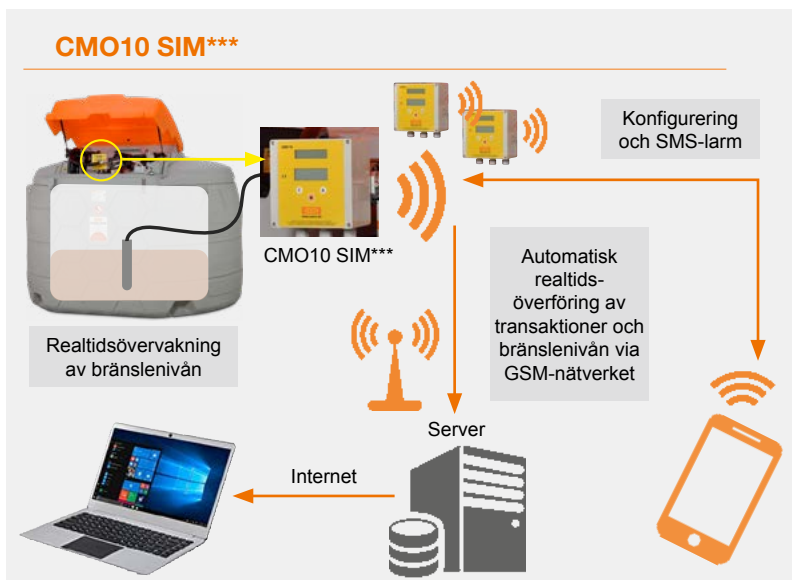 CMO10 SIM***
Konfigurering
och SMS-larm
CMO10 SIM***
Automatisk
realtids-
överföring av
transaktioner och
bränslenivån via
GSM-nätverket
Realtidsövervakning
av bränslenivån
Server
Internet